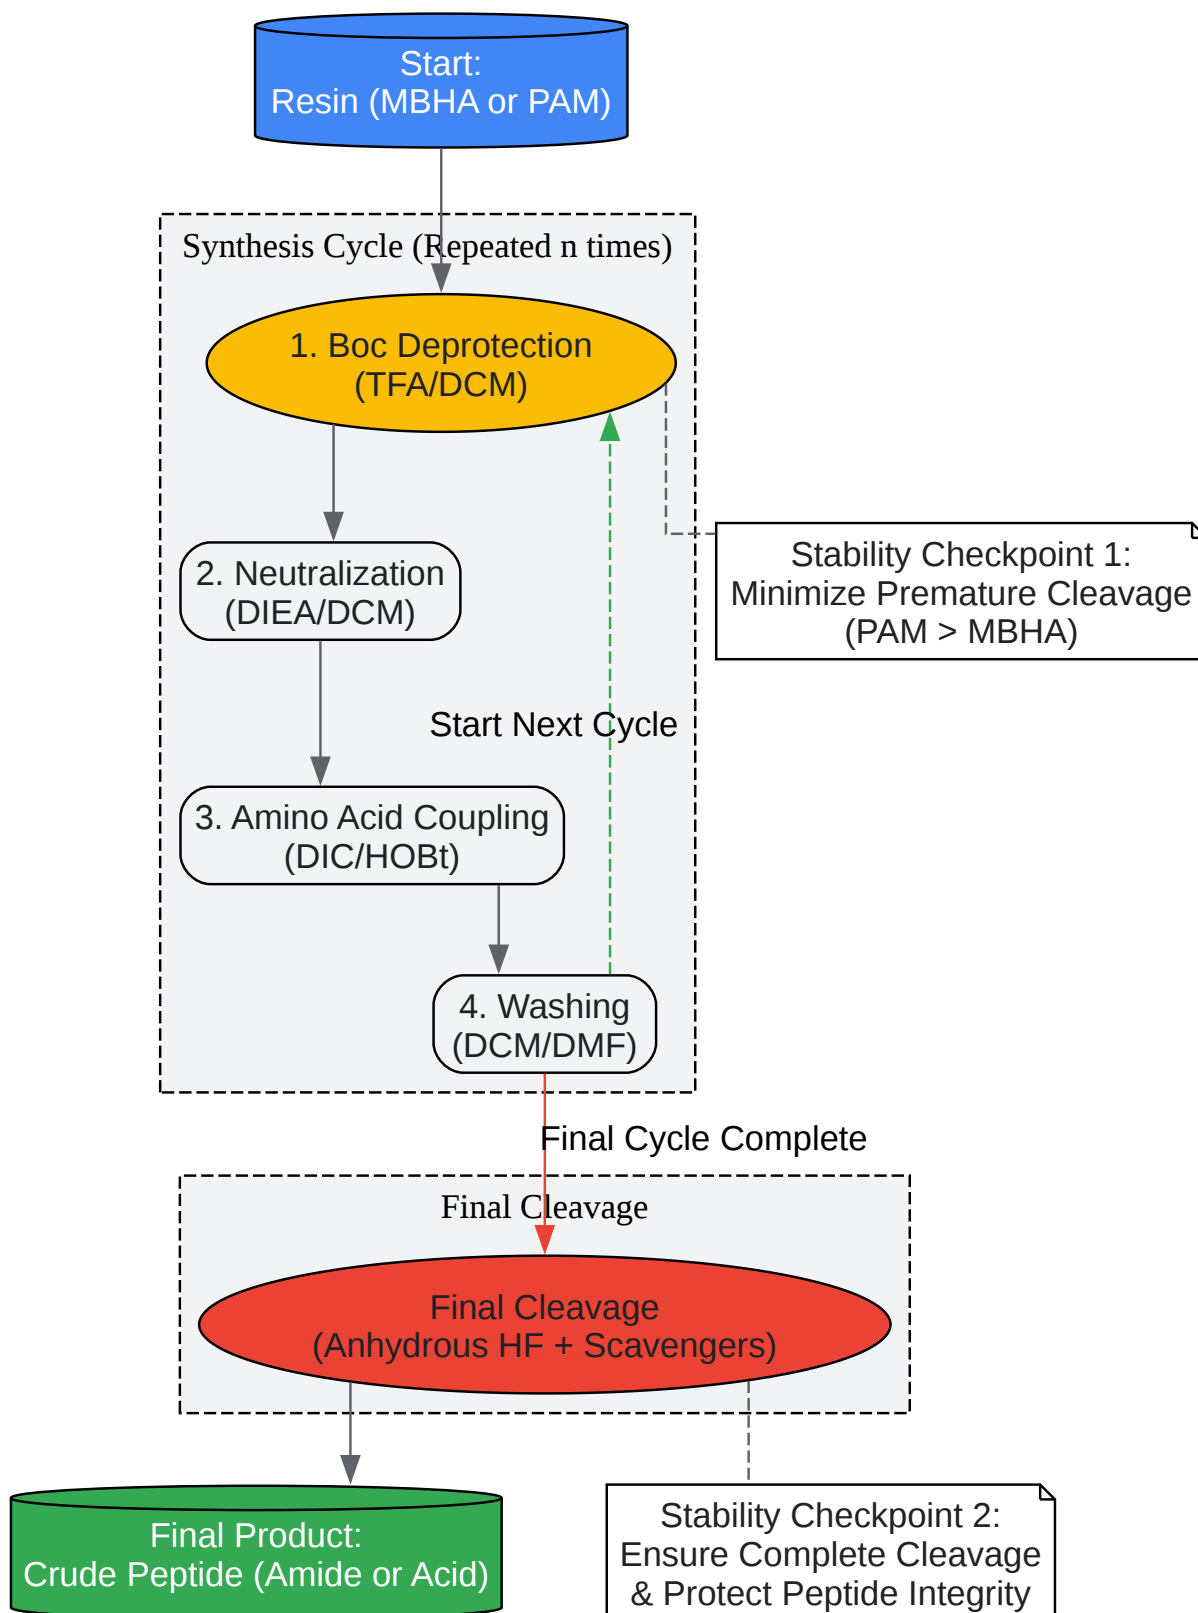 Start:
Resin (MBHA or PAM)
Synthesis Cycle (Repeated n times)
1. Boc Deprotection
(TFA/DCM)
2. Neutralization
(DIEA/DCM)
Stability Checkpoint 1:
Minimize Premature Cleavage
(PAM > MBHA)
Start Next Cycle
3. Amino Acid Coupling
(DIC/HOBt)
4. Washing
(DCM/DMF)
Final Cycle Complete
Final Cleavage
Final Cleavage
(Anhydrous HF + Scavengers)
Final Product:
Crude Peptide (Amide or Acid)
Stability Checkpoint 2:
Ensure Complete Cleavage
& Protect Peptide Integrity